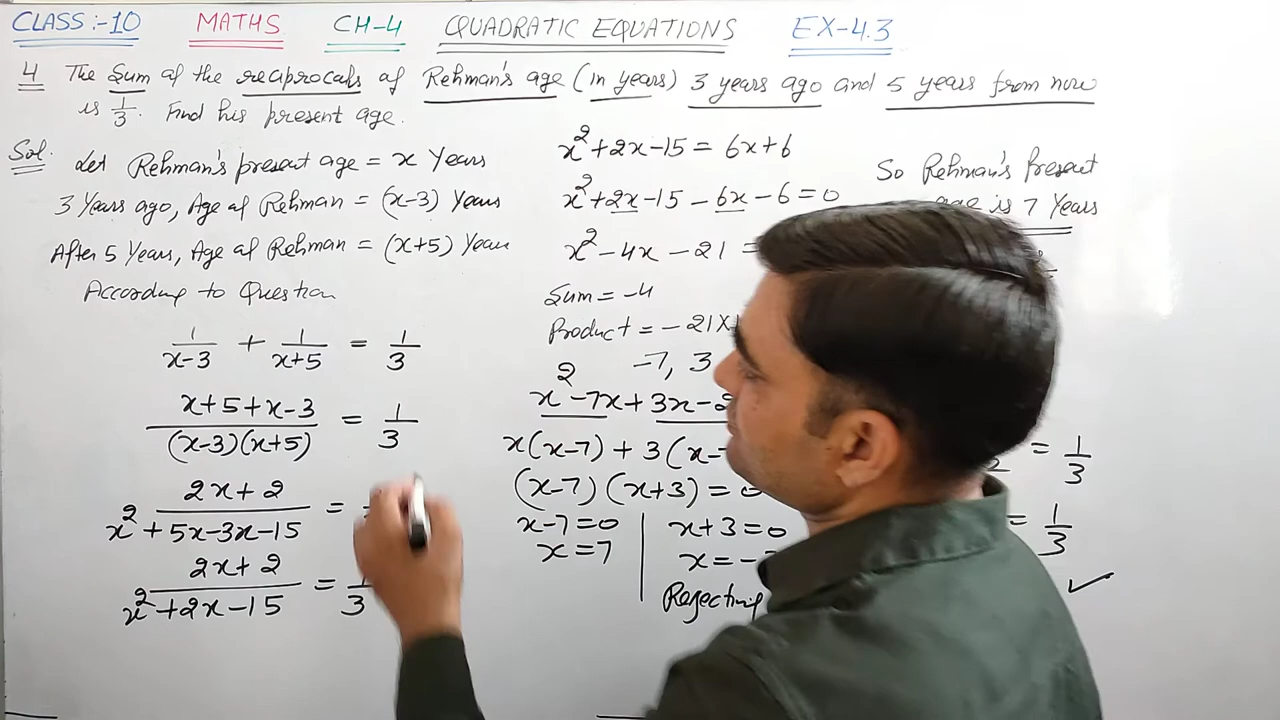 CLASS :- 10 MATHS CH-4 QUADRATIC EQUATIONS EX-4.3
4 The Sum of the reciprocals of Rehman's age (in years) 3 years ago and 5 years from now
is 1/3. Find his present age.
Sol. Let Rehman's present age = x Years
3 Years ago, Age of Rehman = (x-3) Years
After 5 Years, Age of Rehman = (x+5) Years
According to Question
1/(x-3) + 1/(x+5) = 1/3
(x+5+x-3)/((x-3)(x+5)) = 1/3
(2x+2)/(x²+5x-3x-15) =
(2x+2)/(x²+2x-15) = 1/3
x²+2x-15 = 6x+6
x²+2x-15-6x-6=0
x²-4x-21 =
Sum = -4
Product = -21x
-7, 3
x²-7x+3x-2
x(x-7)+3(x-
(x-7)(x+3)=0
x-7=0
x=7
x+3=0
x=-
Rejecting
So Rehman's Present
age is 7 Years
= 1/3
= 1/3
✓